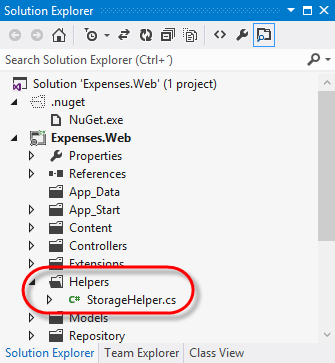 Solution Explorer
Search Solution Explorer (Ctrl+´)
Solution 'Expenses.Web' (1 project)
.nuget
NuGet.exe
Expenses.Web
Properties
References
App_Data
App_Start
Content
Controllers
Extensions
Helpers
C# StorageHelper.cs
Models
Repository
Solution Explorer Team Explorer Class View